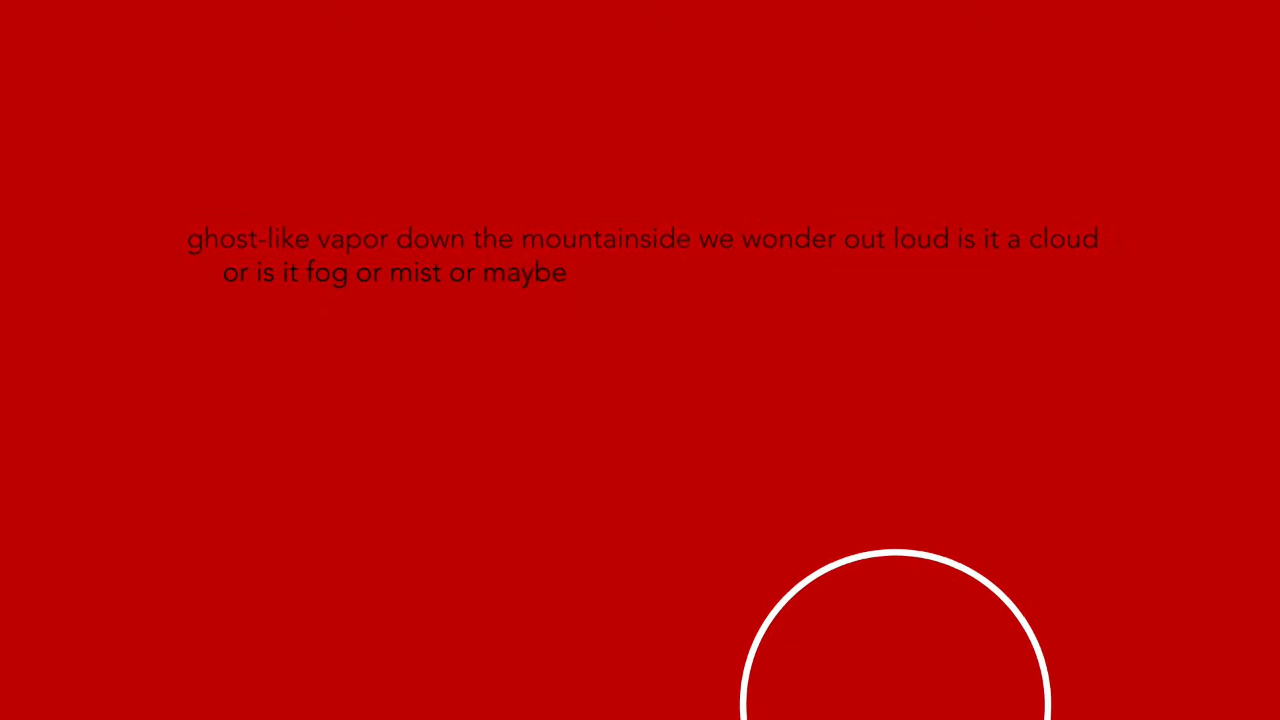 ghost-like vapor down the mountainside we wonder out loud is it a cloud
or is it fog or mist or maybe